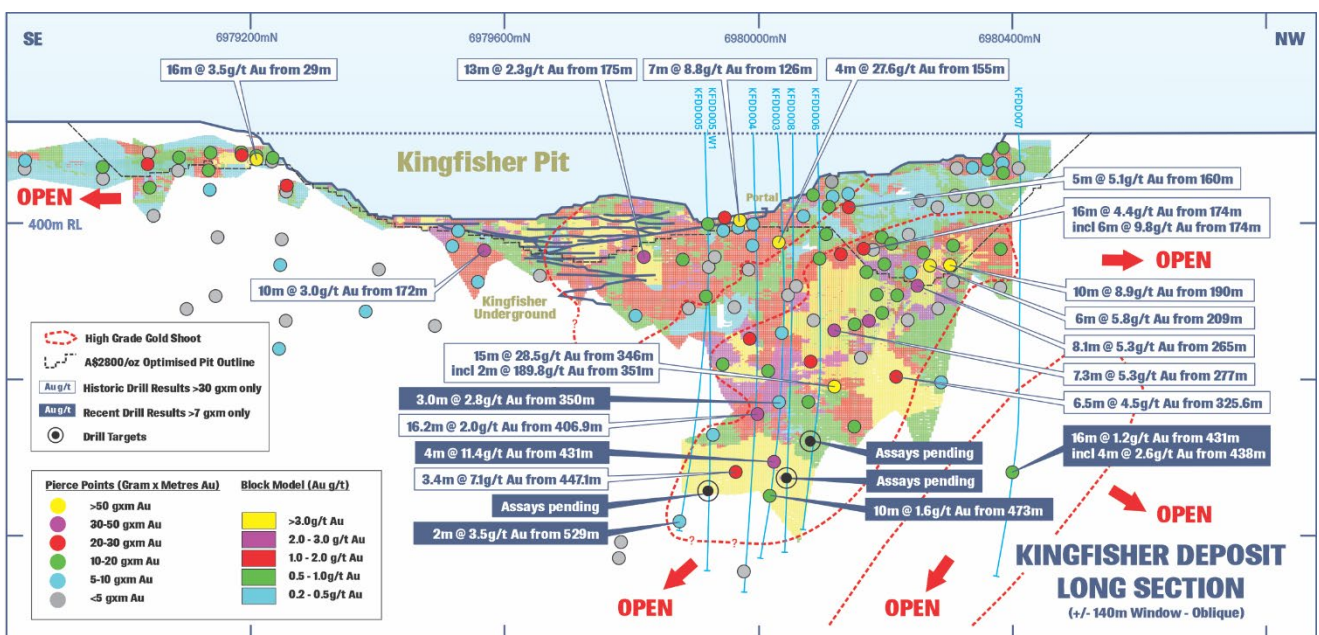 SE
6979200mN
6979600mN
6980000mN
6980400mN
NW
16m @ 3.5g/t Au from 29m
13m @ 2.3g/t Au from 175m
7m @ 8.8g/t Au from 126m
4m @ 27.6g/t Au from 155m
KFDD005
KFDD005_W1
KFDD004
KFDD003
KFDD008
KFDD006
KFDD007
Kingfisher Pit
Portal
OPEN
400m RL
5m @ 5.1g/t Au from 160m
16m @ 4.4g/t Au from 174m
incl 6m @ 9.8g/t Au from 174m
OPEN
10m @ 3.0g/t Au from 172m
Kingfisher
Underground
?
10m @ 8.9g/t Au from 190m
6m @ 5.8g/t Au from 209m
8.1m @ 5.3g/t Au from 265m
7.3m @ 5.3g/t Au from 277m
6.5m @ 4.5g/t Au from 325.6m
15m @ 28.5g/t Au from 346m
incl 2m @ 189.8g/t Au from 351m
3.0m @ 2.8g/t Au from 350m
16.2m @ 2.0g/t Au from 406.9m
4m @ 11.4g/t Au from 431m
3.4m @ 7.1g/t Au from 447.1m
Assays pending
2m @ 3.5g/t Au from 529m
Assays pending
Assays pending
10m @ 1.6g/t Au from 473m
16m @ 1.2g/t Au from 431m
incl 4m @ 2.6g/t Au from 438m
?
?
OPEN
OPEN
OPEN
High Grade Gold Shoot
A$2800/oz Optimised Pit Outline
Au g/t
Historic Drill Results >30 gxm only
Au g/t
Recent Drill Results >7 gxm only
Drill Targets
Pierce Points (Gram x Metres Au)
>50 gxm Au
30-50 gxm Au
20-30 gxm Au
10-20 gxm Au
5-10 gxm Au
<5 gxm Au
Block Model (Au g/t)
>3.0g/t Au
2.0 - 3.0 g/t Au
1.0 - 2.0 g/t Au
0.5 - 1.0g/t Au
0.2 - 0.5g/t Au
KINGFISHER DEPOSIT
LONG SECTION
(+/- 140m Window - Oblique)